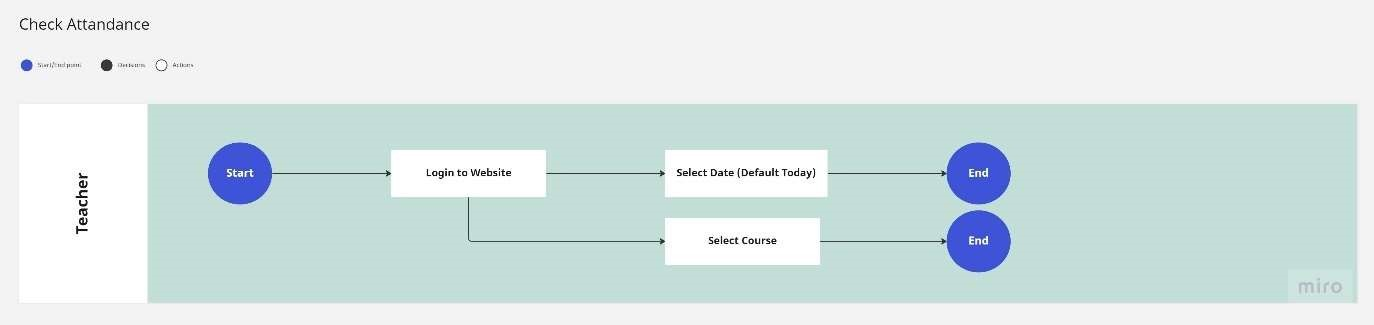 Check Attandance
Start/End point
Decisions
Actions
Teacher
Start
Login to Website
Select Date (Default Today)
End
Select Course
End
miro